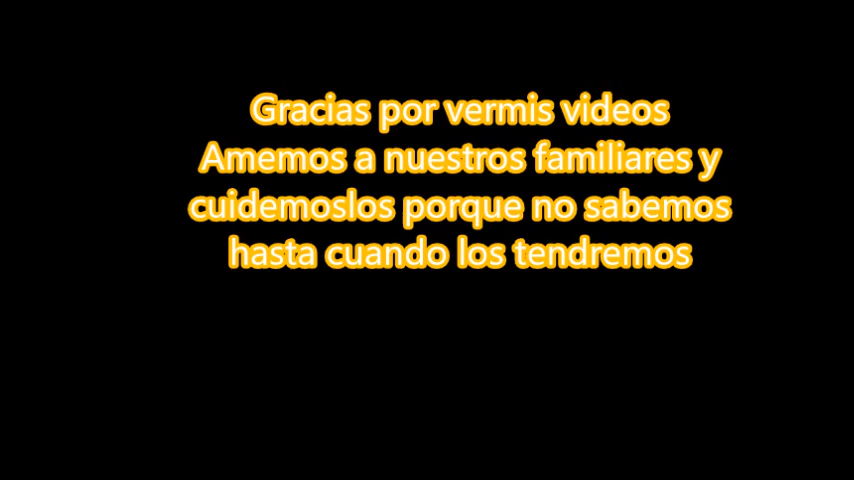 Gracias por vermis videos
Amemos a nuestros familiares y
cuidemoslos porque no sabemos
hasta cuando los tendremos